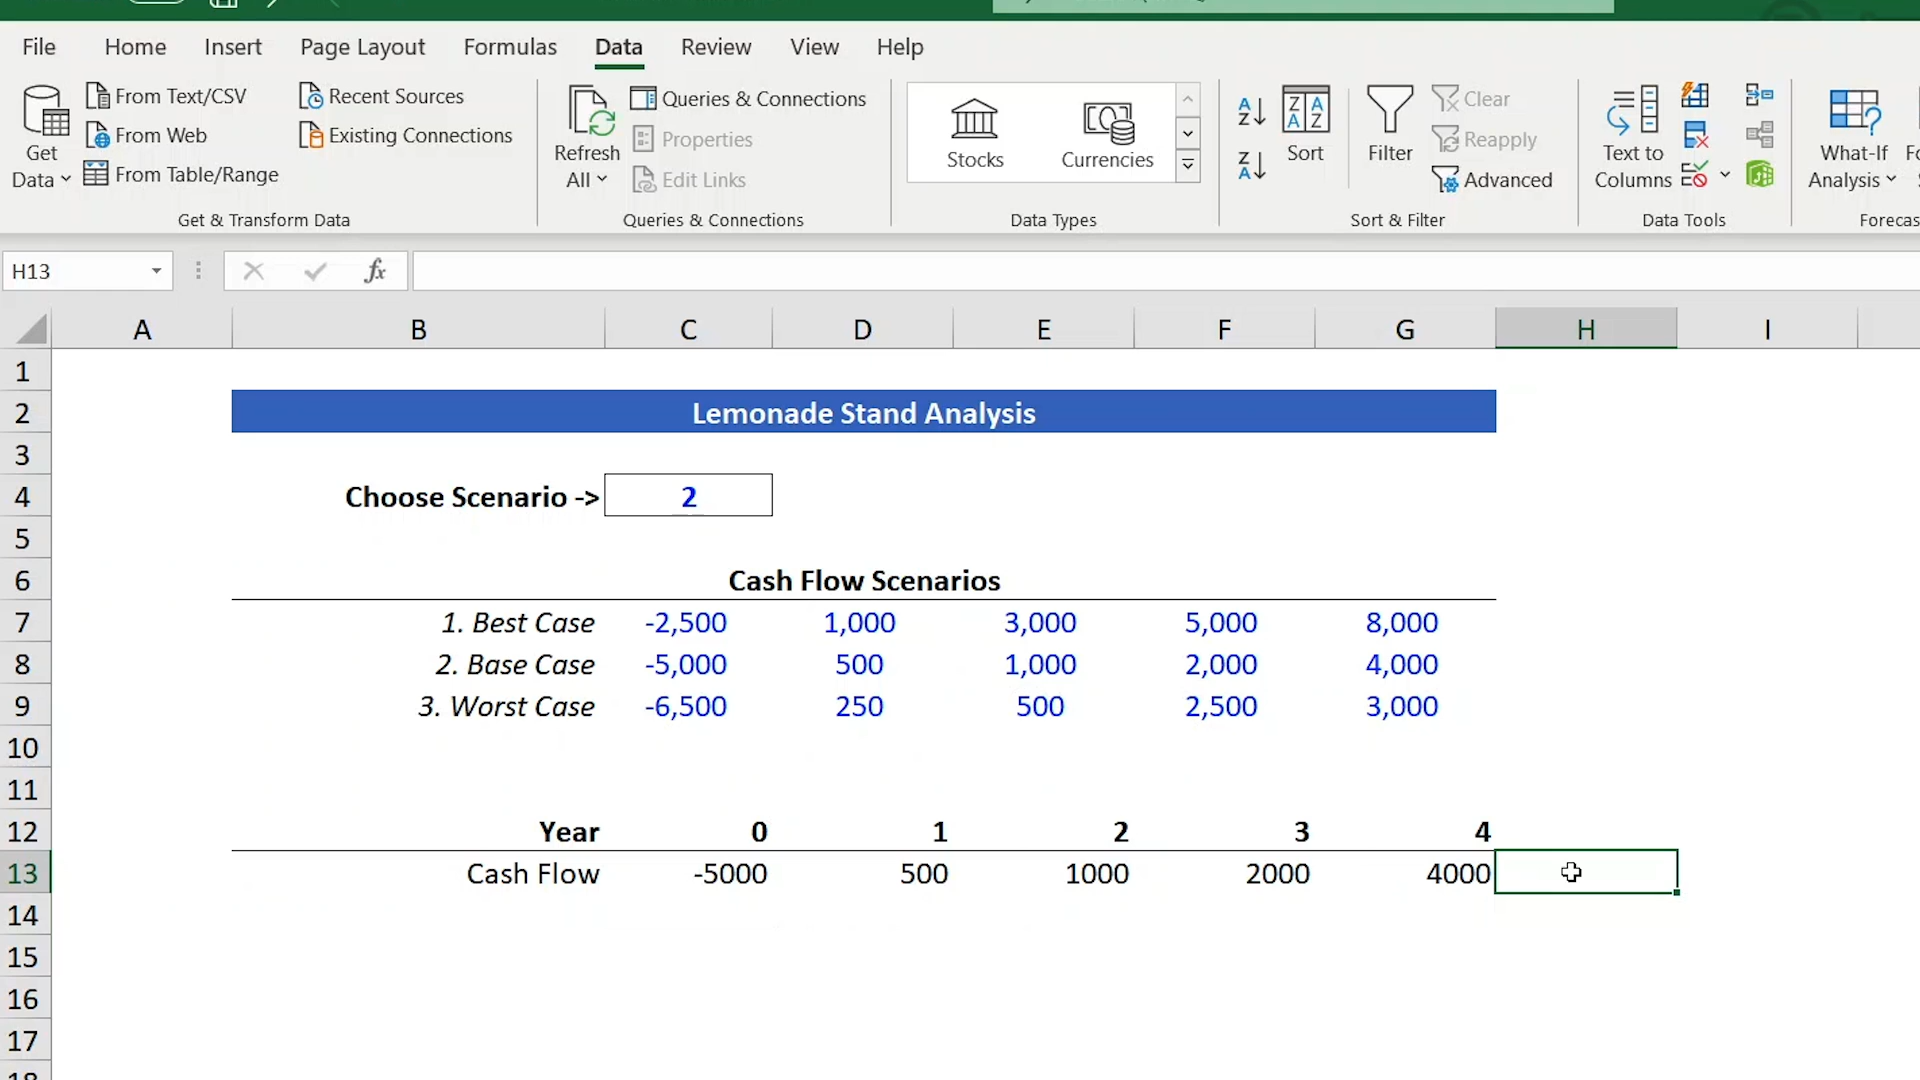 File Home Insert Page Layout Formulas Data Review View Help
From Text/CSV Recent Sources Queries & Connections Clear
From Web Existing Connections Properties Reapply
Get Data From Table/Range Refresh All Edit Links Stocks Currencies Sort Filter Advanced Text to Columns What-If Analysis
Get & Transform Data Queries & Connections Data Types Sort & Filter Data Tools
H13 fx
A B C D E F G H I
1
2 Lemonade Stand Analysis
3
4 Choose Scenario -> 2
5
6 Cash Flow Scenarios
7 1. Best Case -2,500 1,000 3,000 5,000 8,000
8 2. Base Case -5,000 500 1,000 2,000 4,000
9 3. Worst Case -6,500 250 500 2,500 3,000
10
11
12 Year 0 1 2 3 4
13 Cash Flow -5000 500 1000 2000 4000
14
15
16
17